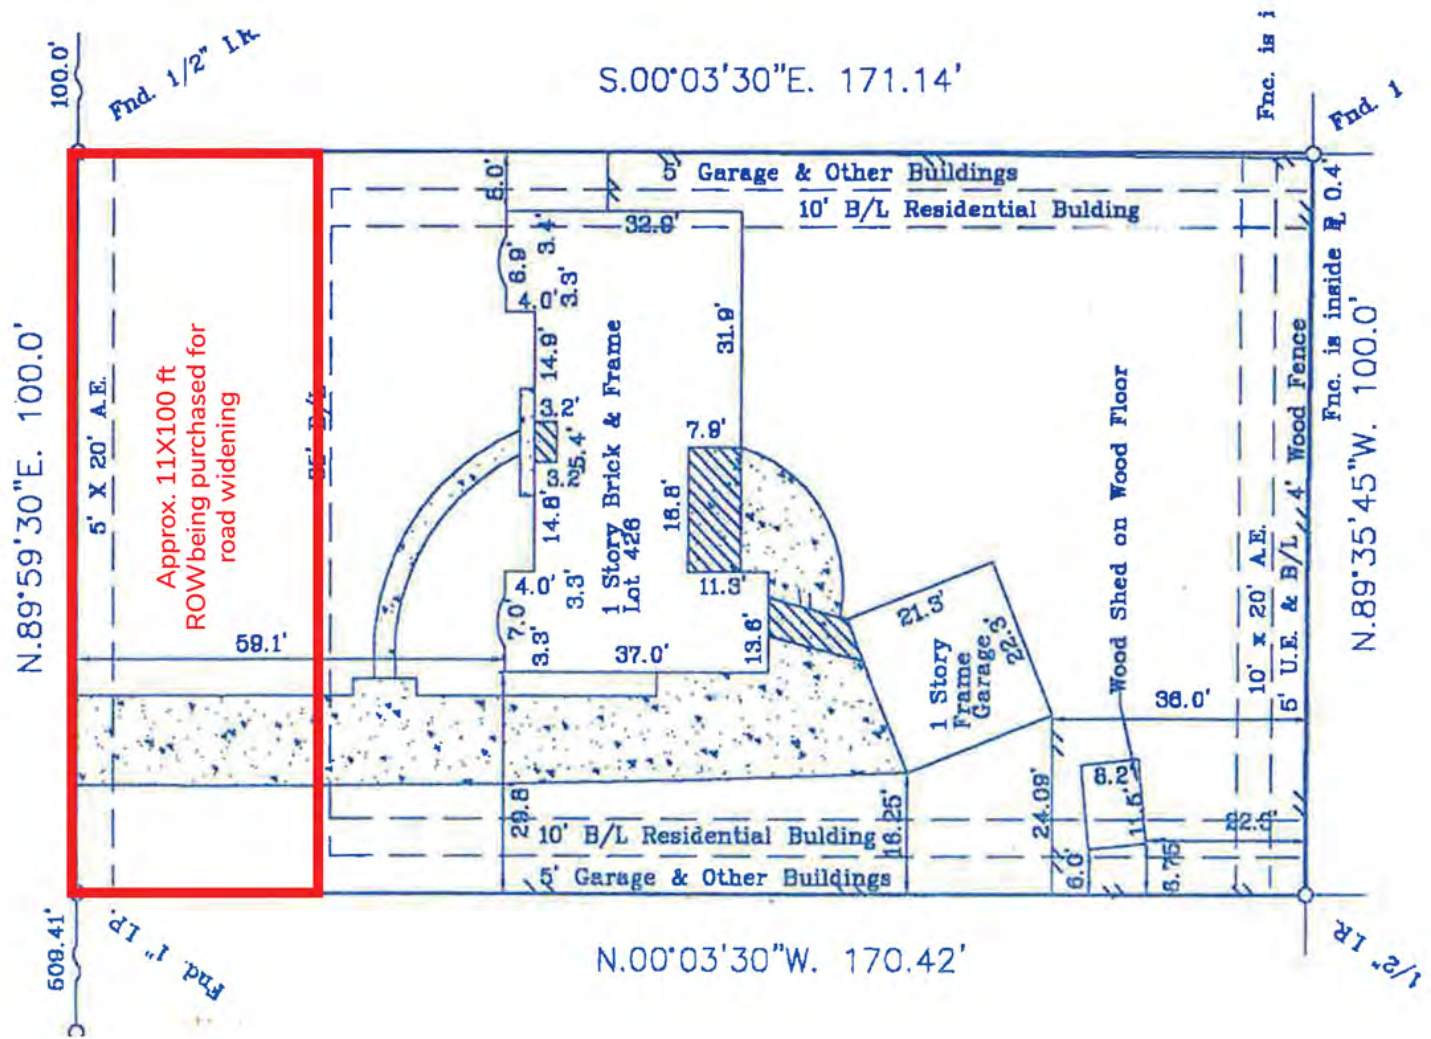 100.0'
Fnd. 1/2" I.R.
S.00°03'30"E. 171.14'
Fnc. is i
Fnd. 1
5' Garage & Other Buildings
10' B/L Residential Bulding
8.0'
32.9'
3.4'
6.9'
3.3'
4.0'
14.9'
31.9'
N.89°59'30"E. 100.0'
5' X 20' A.E.
Approx. 11X100 ft
ROW being purchased for
road widening
1 Story Brick & Frame
Lot 426
7.9'
16.8'
25.4'
14.8'
4.0'
3.3'
11.3'
7.0'
3.3'
37.0'
13.6'
59.1'
21.3'
22.3'
1 Story
Frame
Garage
Wood Shed on Wood Floor
36.0'
10' x 20' A.E.
5' U.E. & B/L
4' Wood Fence
Fnc. is inside PL 0.4'
N.89°35'45"W. 100.0'
8.2'
11.5'
29.8'
16.25'
24.09'
6.0'
6.75'
10' B/L Residential Bulding
5' Garage & Other Buildings
509.41'
Fnd. 1" I.P.
N.00°03'30"W. 170.42'
1/2" I.R.